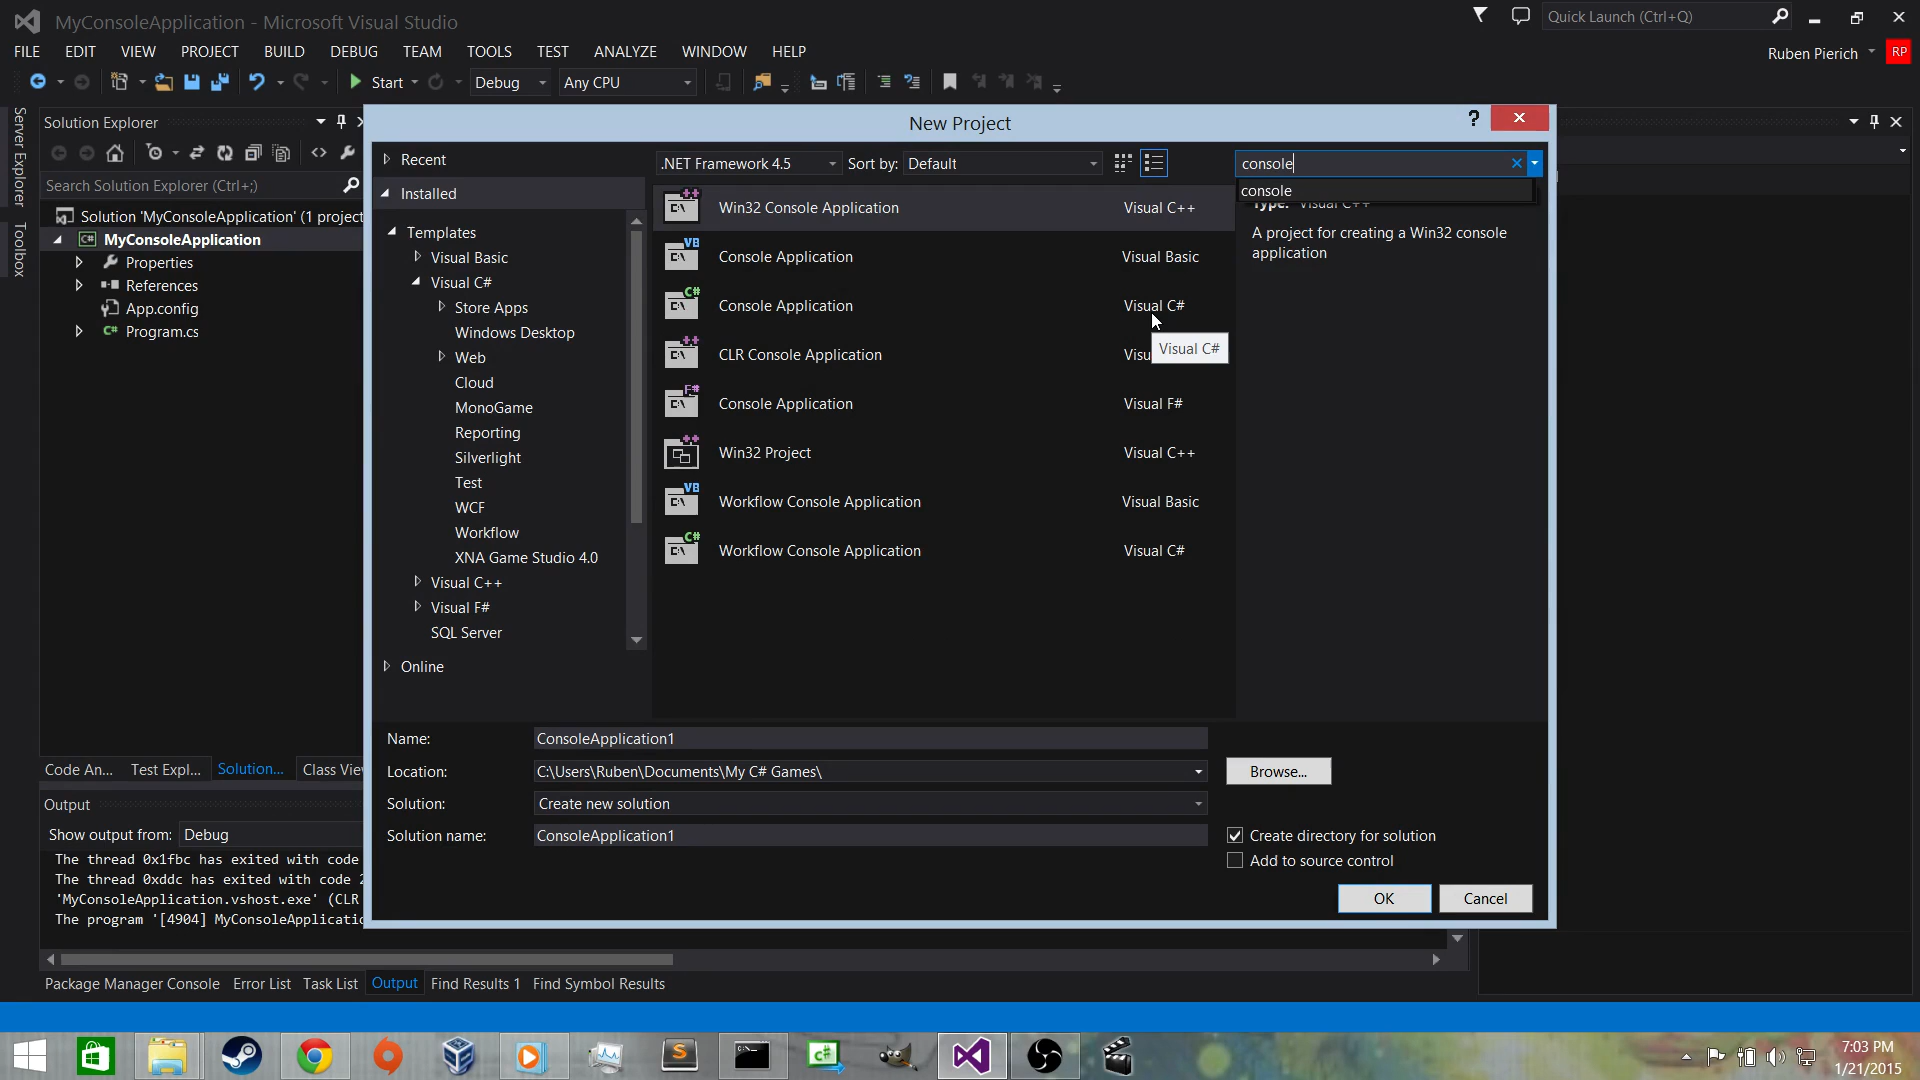 MyConsoleApplication - Microsoft Visual Studio
Quick Launch (Ctrl+Q)
FILE EDIT VIEW PROJECT BUILD DEBUG TEAM TOOLS TEST ANALYZE WINDOW HELP
Ruben Pierich RP
Start Debug Any CPU
Server Explorer
Toolbox
Solution Explorer
Search Solution Explorer (Ctrl+;)
Solution 'MyConsoleApplication' (1 project
C# MyConsoleApplication
Properties
References
App.config
C# Program.cs
New Project
?
Recent
Installed
Templates
Visual Basic
Visual C#
Store Apps
Windows Desktop
Web
Cloud
MonoGame
Reporting
Silverlight
Test
WCF
Workflow
XNA Game Studio 4.0
Visual C++
Visual F#
SQL Server
Online
.NET Framework 4.5 Sort by: Default
console
console
Type: Visual C++
A project for creating a Win32 console
application
++ C:\ Win32 Console Application Visual C++
VB C:\ Console Application Visual Basic
C# C:\ Console Application Visual C#
Visual C#
++ C:\ CLR Console Application Visu
F# C:\ Console Application Visual F#
++ Win32 Project Visual C++
VB C:\ Workflow Console Application Visual Basic
C# C:\ Workflow Console Application Visual C#
Name: ConsoleApplication1
Location: C:\Users\Ruben\Documents\My C# Games\ Browse...
Solution: Create new solution
Solution name: ConsoleApplication1
Create directory for solution
Add to source control
OK Cancel
Code An... Test Expl... Solution... Class Vie
Output
Show output from: Debug
The thread 0x1fbc has exited with code
The thread 0xddc has exited with code 2
'MyConsoleApplication.vshost.exe' (CLR
The program '[4904] MyConsoleApplicatio
Package Manager Console Error List Task List Output Find Results 1 Find Symbol Results
7:03 PM
1/21/2015